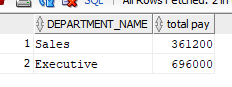 SQL | All Rows Fetched: 2 in
DEPARTMENT_NAME total pay
1 Sales 361200
2 Executive 696000